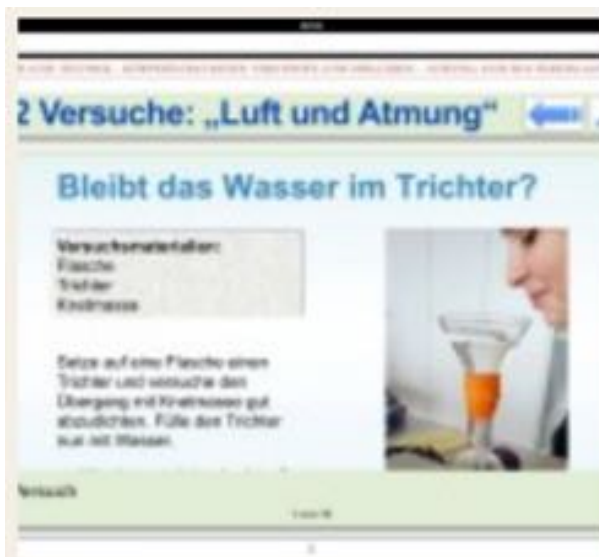 2 Versuche: „Luft und Atmung“
Bleibt das Wasser im Trichter?
Versuchsmaterialien:
Flasche
Trichter
Knetmasse
Setze auf eine Flasche einen
Trichter und versuche den
Übergang mit Knetmasse gut
abzudichten. Fülle den Trichter
nun mit Wasser.
Versuch